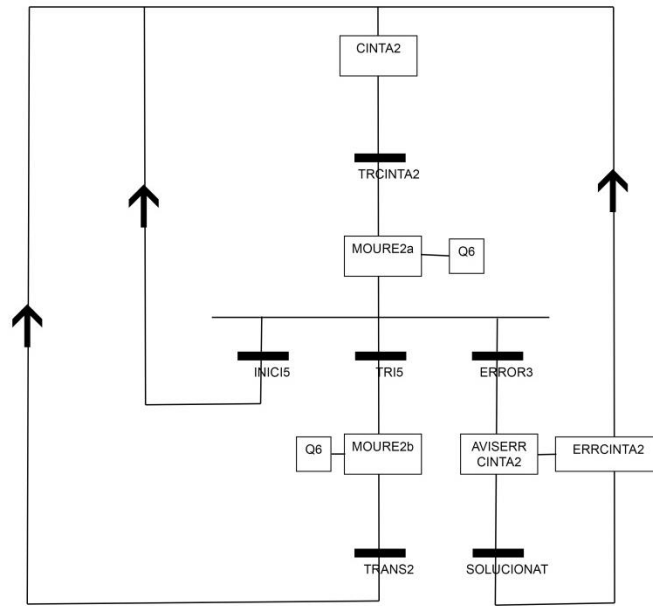 CINTA2
TRCINTA2
MOURE2a
Q6
INICI5
TRI5
ERROR3
Q6
MOURE2b
AVISERR
CINTA2
ERRCINTA2
TRANS2
SOLUCIONAT